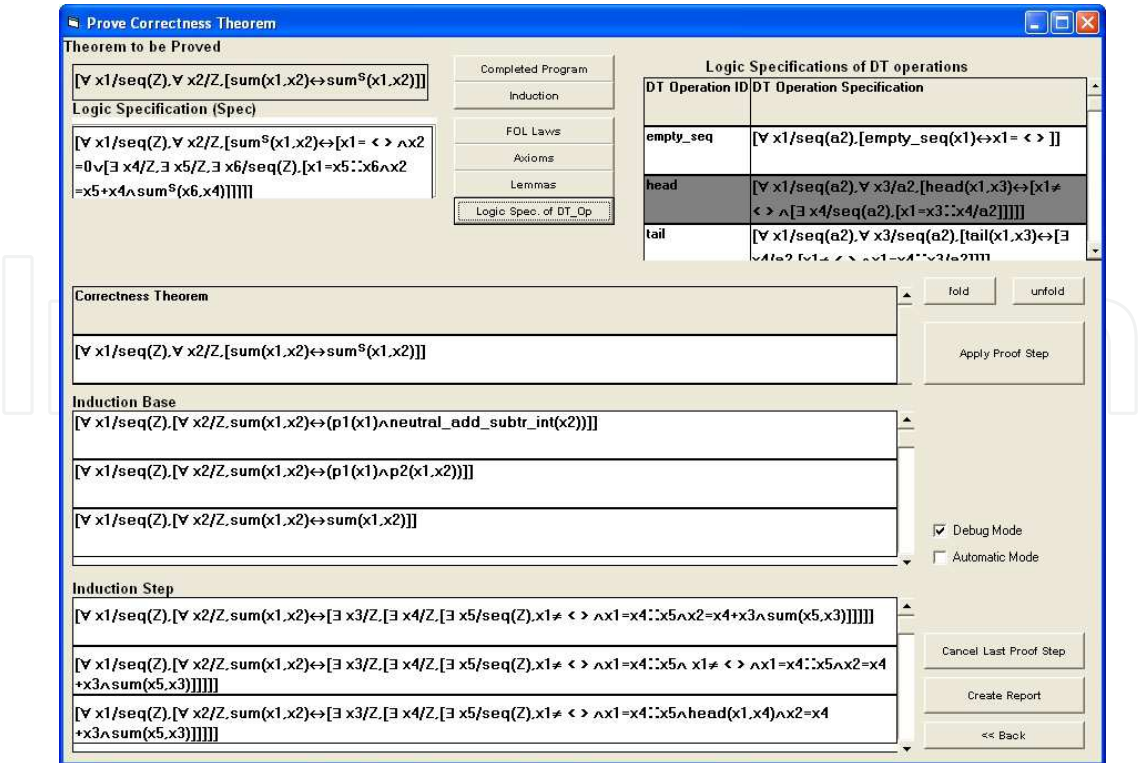 Prove Correctness Theorem
Theorem to be Proved
[∀ x1/seq(Z),∀ x2/Z,[sum(x1,x2)↔sumˢ(x1,x2)]]
Logic Specification (Spec)
[∀ x1/seq(Z),∀ x2/Z,[sumˢ(x1,x2)↔[x1= < > ∧x2
=0∨[∃ x4/Z,∃ x5/Z,∃ x6/seq(Z),[x1=x5::x6∧x2
=x5+x4∧sumˢ(x6,x4)]]]]]
Completed Program
Induction
FOL Laws
Axioms
Lemmas
Logic Spec. of DT_Op
Logic Specifications of DT operations
DT Operation ID DT Operation Specification
empty_seq [∀ x1/seq(a2),[empty_seq(x1)↔x1= < > ]]
head [∀ x1/seq(a2),∀ x3/a2,[head(x1,x3)↔[x1≠
< > ∧[∃ x4/seq(a2),[x1=x3::x4/a2]]]]]
tail [∀ x1/seq(a2),∀ x3/seq(a2),[tail(x1,x3)↔[∃
x4/a2,[x1≠ < > ∧x1=x4::x3/a2]]]]
Correctness Theorem
[∀ x1/seq(Z),∀ x2/Z,[sum(x1,x2)↔sumˢ(x1,x2)]]
fold
unfold
Apply Proof Step
Induction Base
[∀ x1/seq(Z),[∀ x2/Z,sum(x1,x2)↔(p1(x1)∧neutral_add_subtr_int(x2))]]
[∀ x1/seq(Z),[∀ x2/Z,sum(x1,x2)↔(p1(x1)∧p2(x1,x2))]]
[∀ x1/seq(Z),[∀ x2/Z,sum(x1,x2)↔sum(x1,x2)]]
Debug Mode
Automatic Mode
Induction Step
[∀ x1/seq(Z),[∀ x2/Z,sum(x1,x2)↔[∃ x3/Z,[∃ x4/Z,[∃ x5/seq(Z),x1≠ < > ∧x1=x4::x5∧x2=x4+x3∧sum(x5,x3)]]]]]
[∀ x1/seq(Z),[∀ x2/Z,sum(x1,x2)↔[∃ x3/Z,[∃ x4/Z,[∃ x5/seq(Z),x1≠ < > ∧x1=x4::x5∧ x1≠ < > ∧x1=x4::x5∧x2=x4
+x3∧sum(x5,x3)]]]]]
[∀ x1/seq(Z),[∀ x2/Z,sum(x1,x2)↔[∃ x3/Z,[∃ x4/Z,[∃ x5/seq(Z),x1≠ < > ∧x1=x4::x5∧head(x1,x4)∧x2=x4
+x3∧sum(x5,x3)]]]]]
Cancel Last Proof Step
Create Report
<< Back